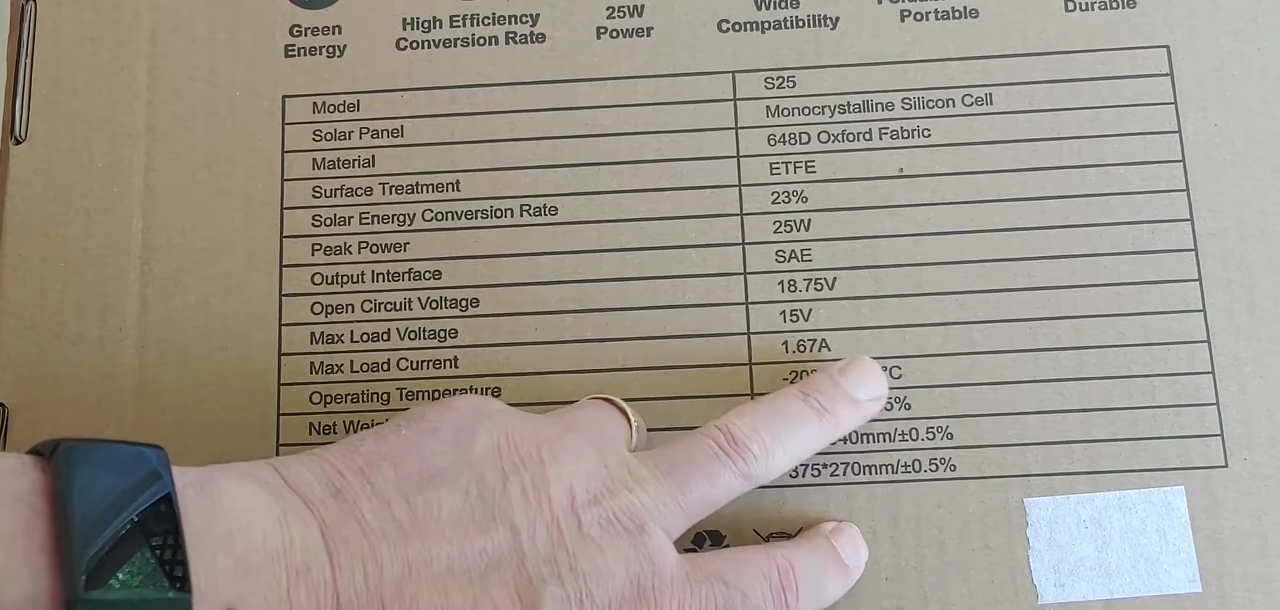 Green
Energy
High Efficiency
Conversion Rate
25W
Power
Wide
Compatibility
Portable
Durable
Model S25
Solar Panel Monocrystalline Silicon Cell
Material 648D Oxford Fabric
Surface Treatment ETFE
Solar Energy Conversion Rate 23%
Peak Power 25W
Output Interface SAE
Open Circuit Voltage 18.75V
Max Load Voltage 15V
Max Load Current 1.67A
Operating Temperature °C
Net 5%
40mm/±0.5%
375*270mm/±0.5%